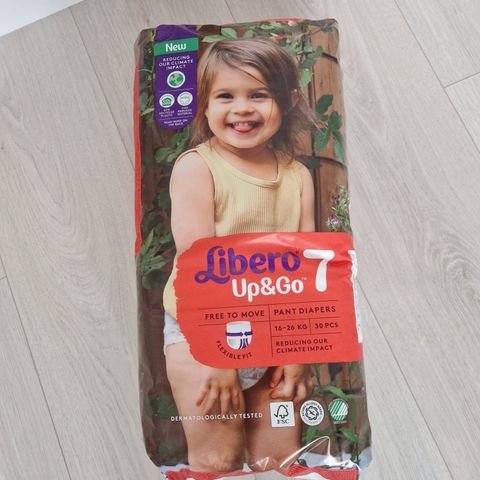 New
REDUCING
OUR CLIMATE
IMPACT
Libero 7
Up&Go™
FREE TO MOVE
PANT DIAPERS
16-26 KG
30 PCS
REDUCING OUR
CLIMATE IMPACT
FLEXIBLE FIT
DERMATOLOGICALLY TESTED
FSC